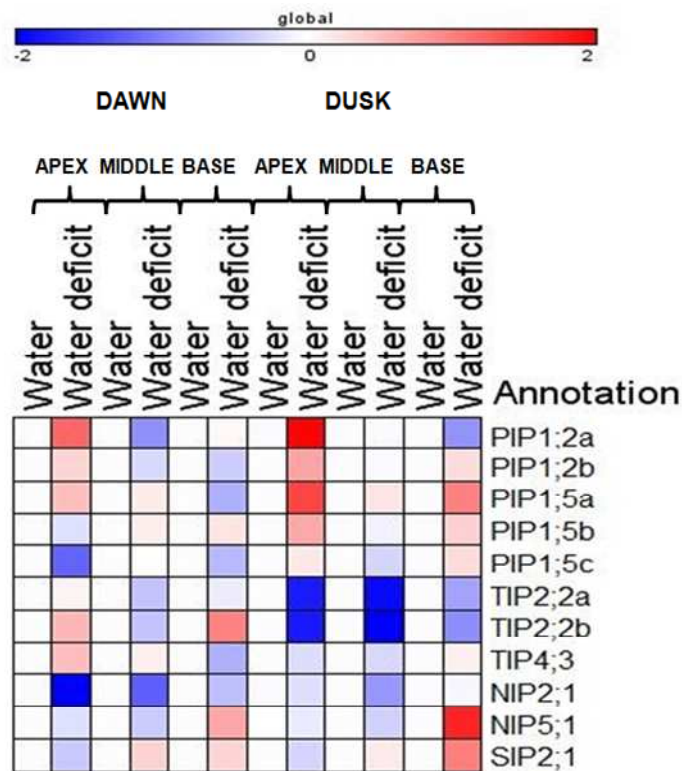 global
-2 0 2
DAWN DUSK
APEX MIDDLE BASE APEX MIDDLE BASE
Water
Water deficit
Water
Water deficit
Water
Water deficit
Water
Water deficit
Water
Water deficit
Water
Water deficit
Annotation
PIP1;2a
PIP1;2b
PIP1;5a
PIP1;5b
PIP1;5c
TIP2;2a
TIP2;2b
TIP4;3
NIP2;1
NIP5;1
SIP2;1